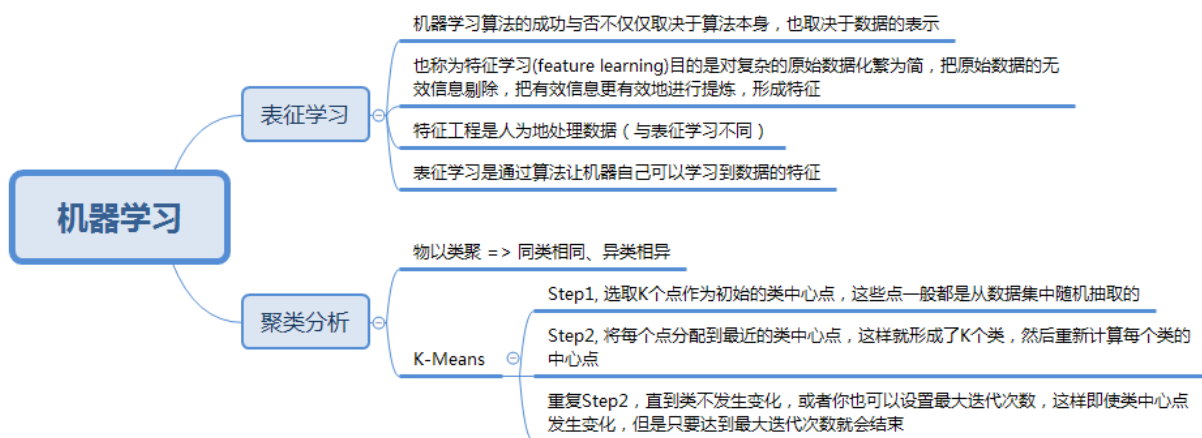 机器学习算法的成功与否不仅仅取决于算法本身，也取决于数据的表示
也称为特征学习(feature learning)目的是对复杂的原始数据化繁为简，把原始数据的无
效信息剔除，把有效信息更有效地进行提炼，形成特征
表征学习
特征工程是人为地处理数据（与表征学习不同）
表征学习是通过算法让机器自己可以学习到数据的特征
机器学习
物以类聚 => 同类相同、异类相异
聚类分析
K-Means
Step1, 选取K个点作为初始的类中心点，这些点一般都是从数据集中随机抽取的
Step2, 将每个点分配到最近的类中心点，这样就形成了K个类，然后重新计算每个类的
中心点
重复Step2，直到类不发生变化，或者你也可以设置最大迭代次数，这样即使类中心点
发生变化，但是只要达到最大迭代次数就会结束